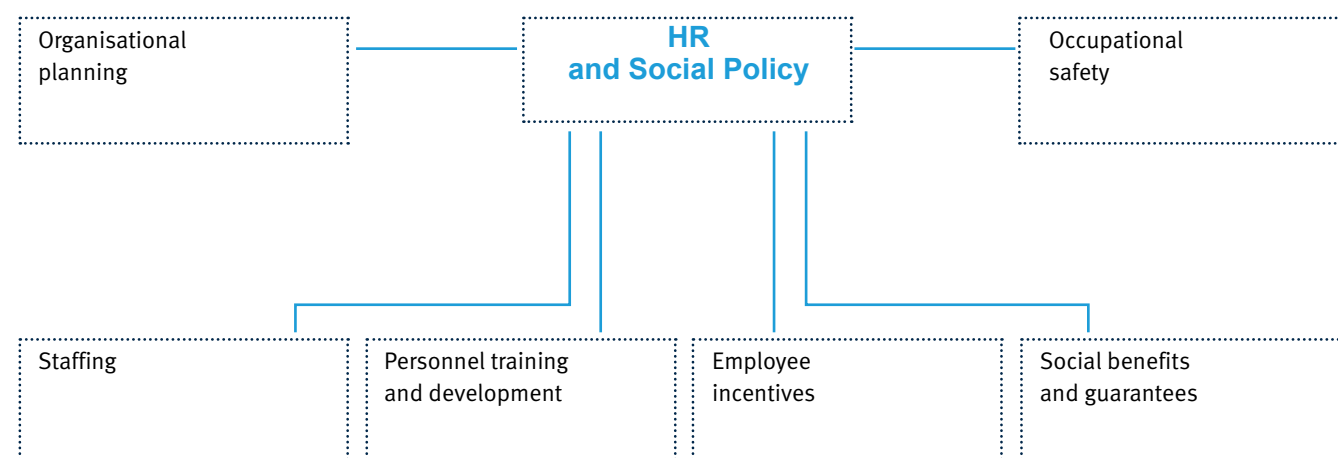 Organisational
planning
HR
and Social Policy
Occupational
safety
Staffing
Personnel training
and development
Employee
incentives
Social benefits
and guarantees